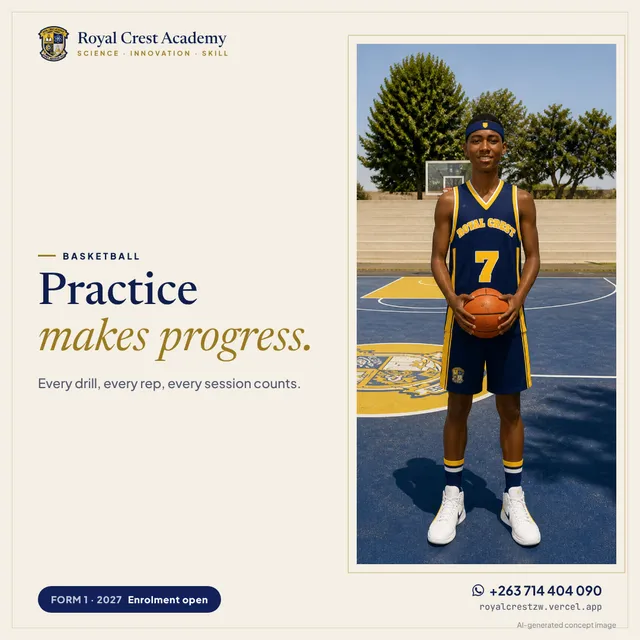 Royal Crest Academy
SCIENCE · INNOVATION · SKILL
ROYAL CREST
7
BASKETBALL
Practice
makes progress.
Every drill, every rep, every session counts.
FORM 1 · 2027 Enrolment open
+263 714 404 090
royalcrestzw.vercel.app
AI-generated concept image